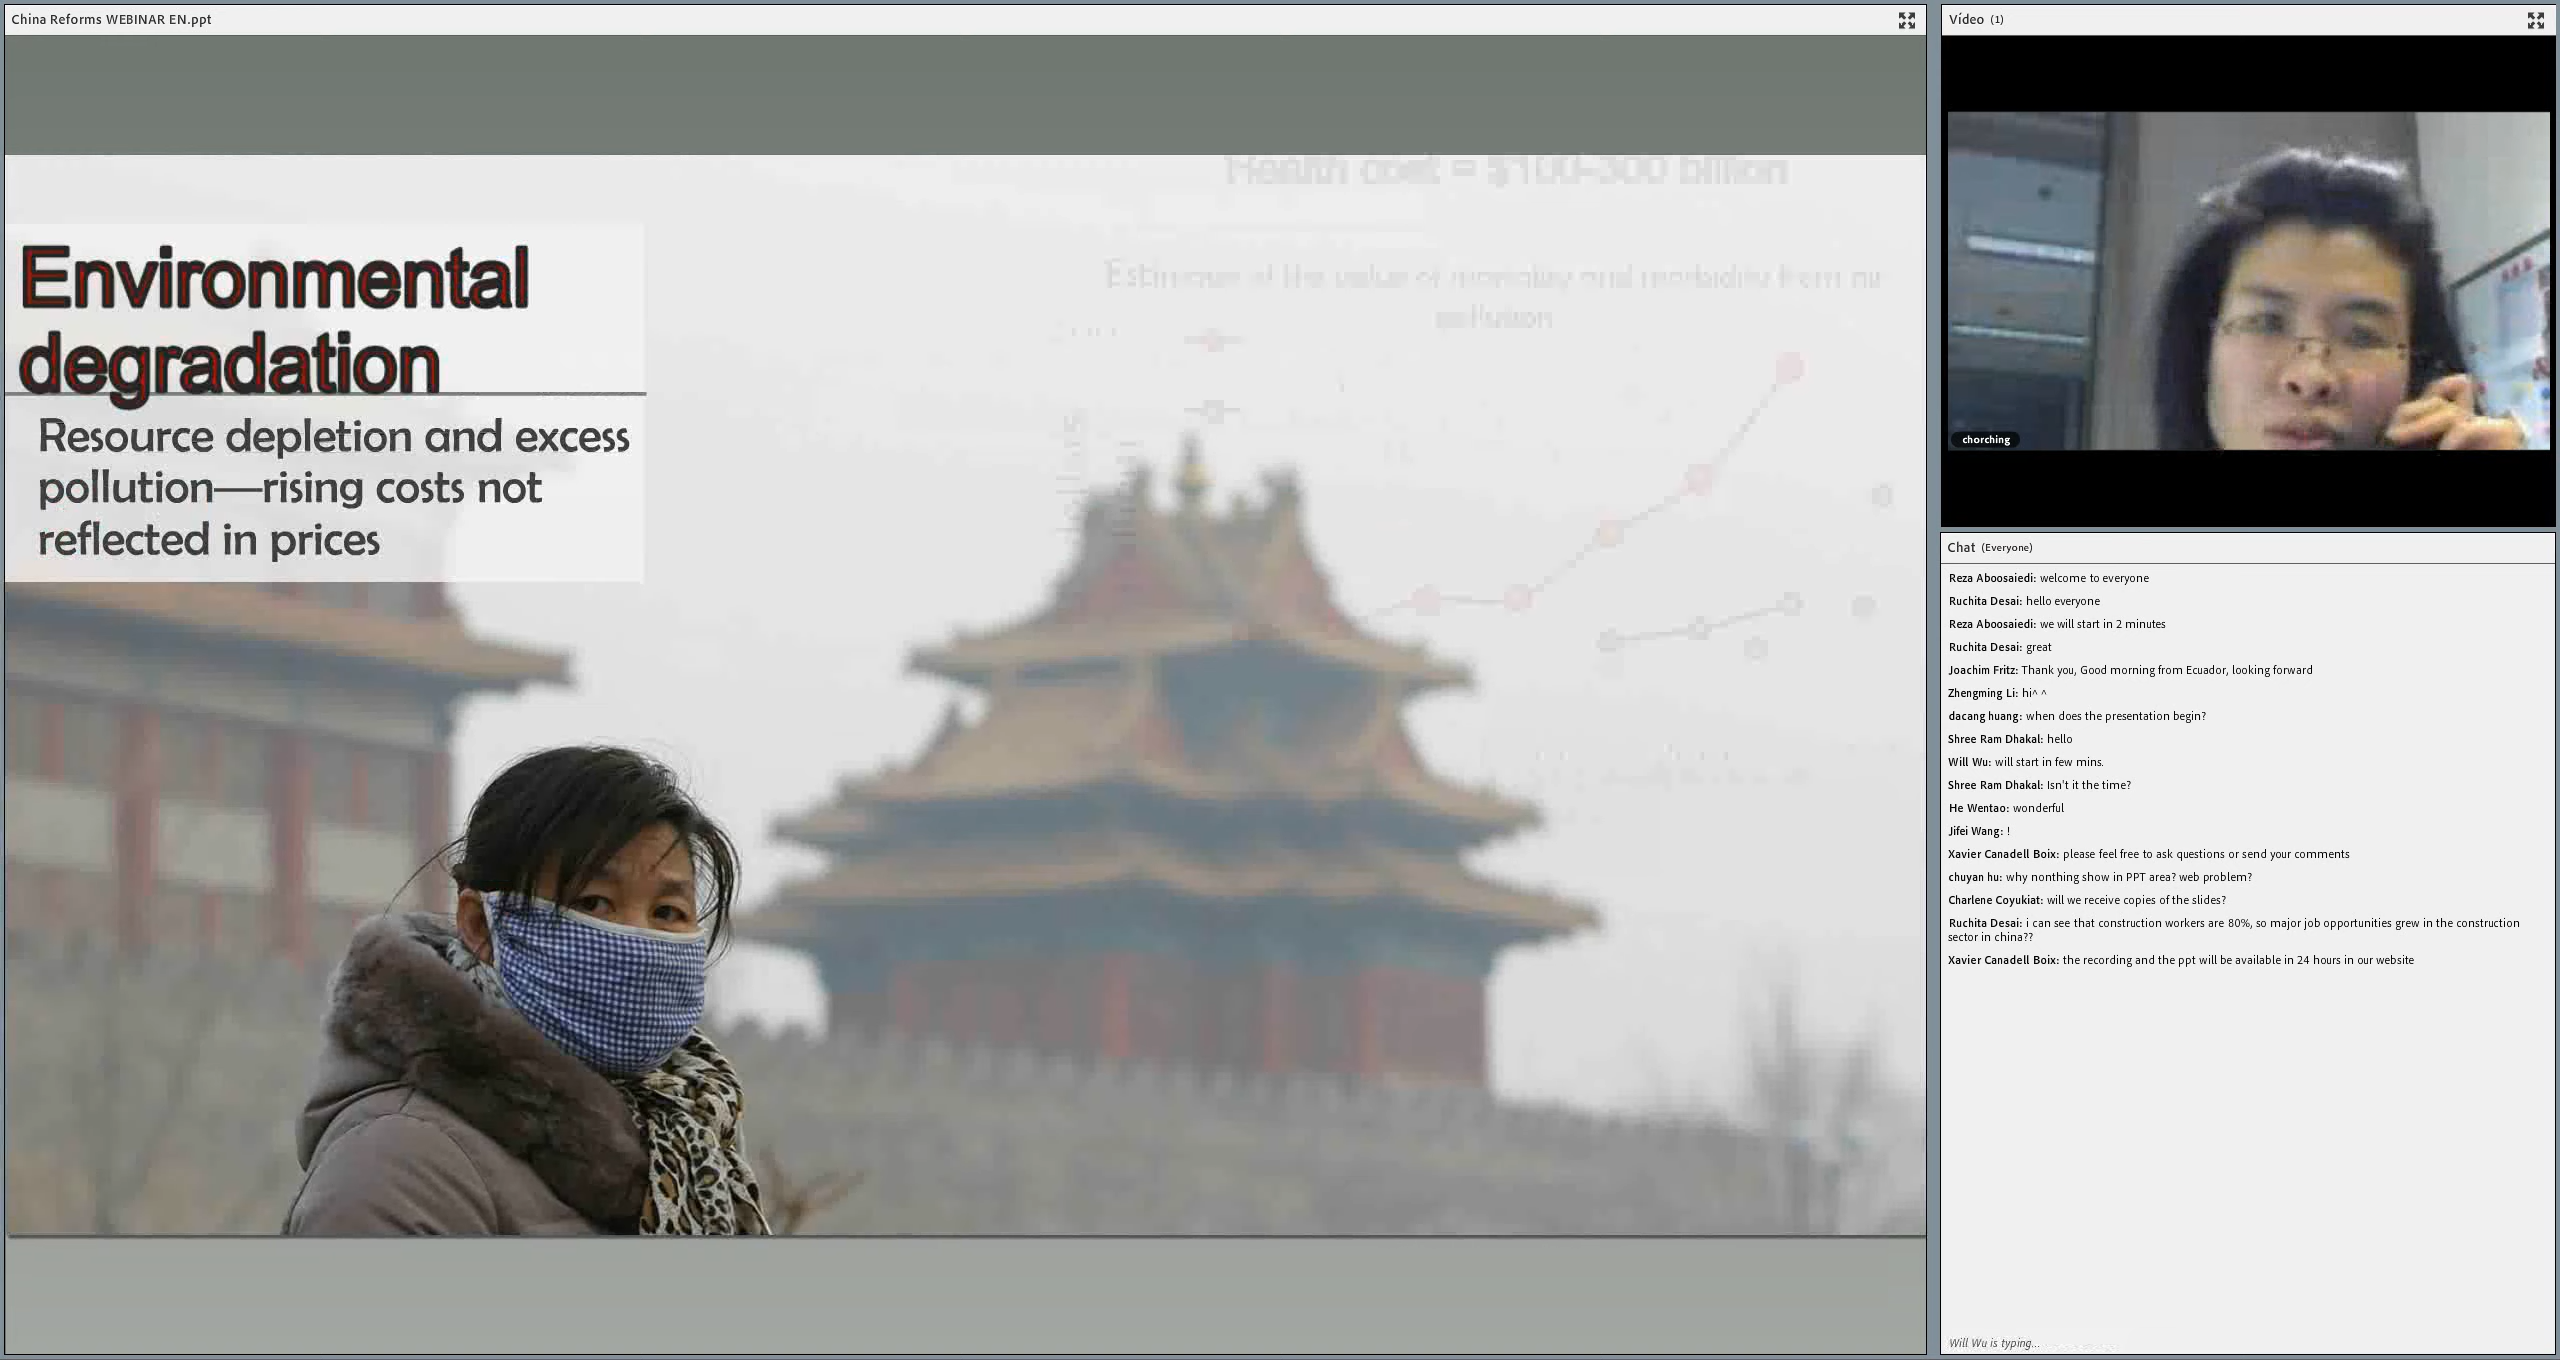 China Reforms WEBINAR EN.ppt
Health cost = $100-300 billion
Environmental
degradation
Resource depletion and excess
pollution—rising costs not
reflected in prices
Estimates of the value of mortality and morbidity from air
pollution
Vídeo (1)
chorching
Chat (Everyone)
Reza Aboosaiedi: welcome to everyone
Ruchita Desai: hello everyone
Reza Aboosaiedi: we will start in 2 minutes
Ruchita Desai: great
Joachim Fritz: Thank you, Good morning from Ecuador, looking forward
Zhengming Li: hi^ ^
dacang huang: when does the presentation begin?
Shree Ram Dhakal: hello
Will Wu: will start in few mins.
Shree Ram Dhakal: Isn't it the time?
He Wentao: wonderful
Jifei Wang: !
Xavier Canadell Boix: please feel free to ask questions or send your comments
chuyan hu: why nonthing show in PPT area? web problem?
Charlene Coyukiat: will we receive copies of the slides?
Ruchita Desai: i can see that construction workers are 80%, so major job opportunities grew in the construction
sector in china??
Xavier Canadell Boix: the recording and the ppt will be available in 24 hours in our website
Will Wu is typing...